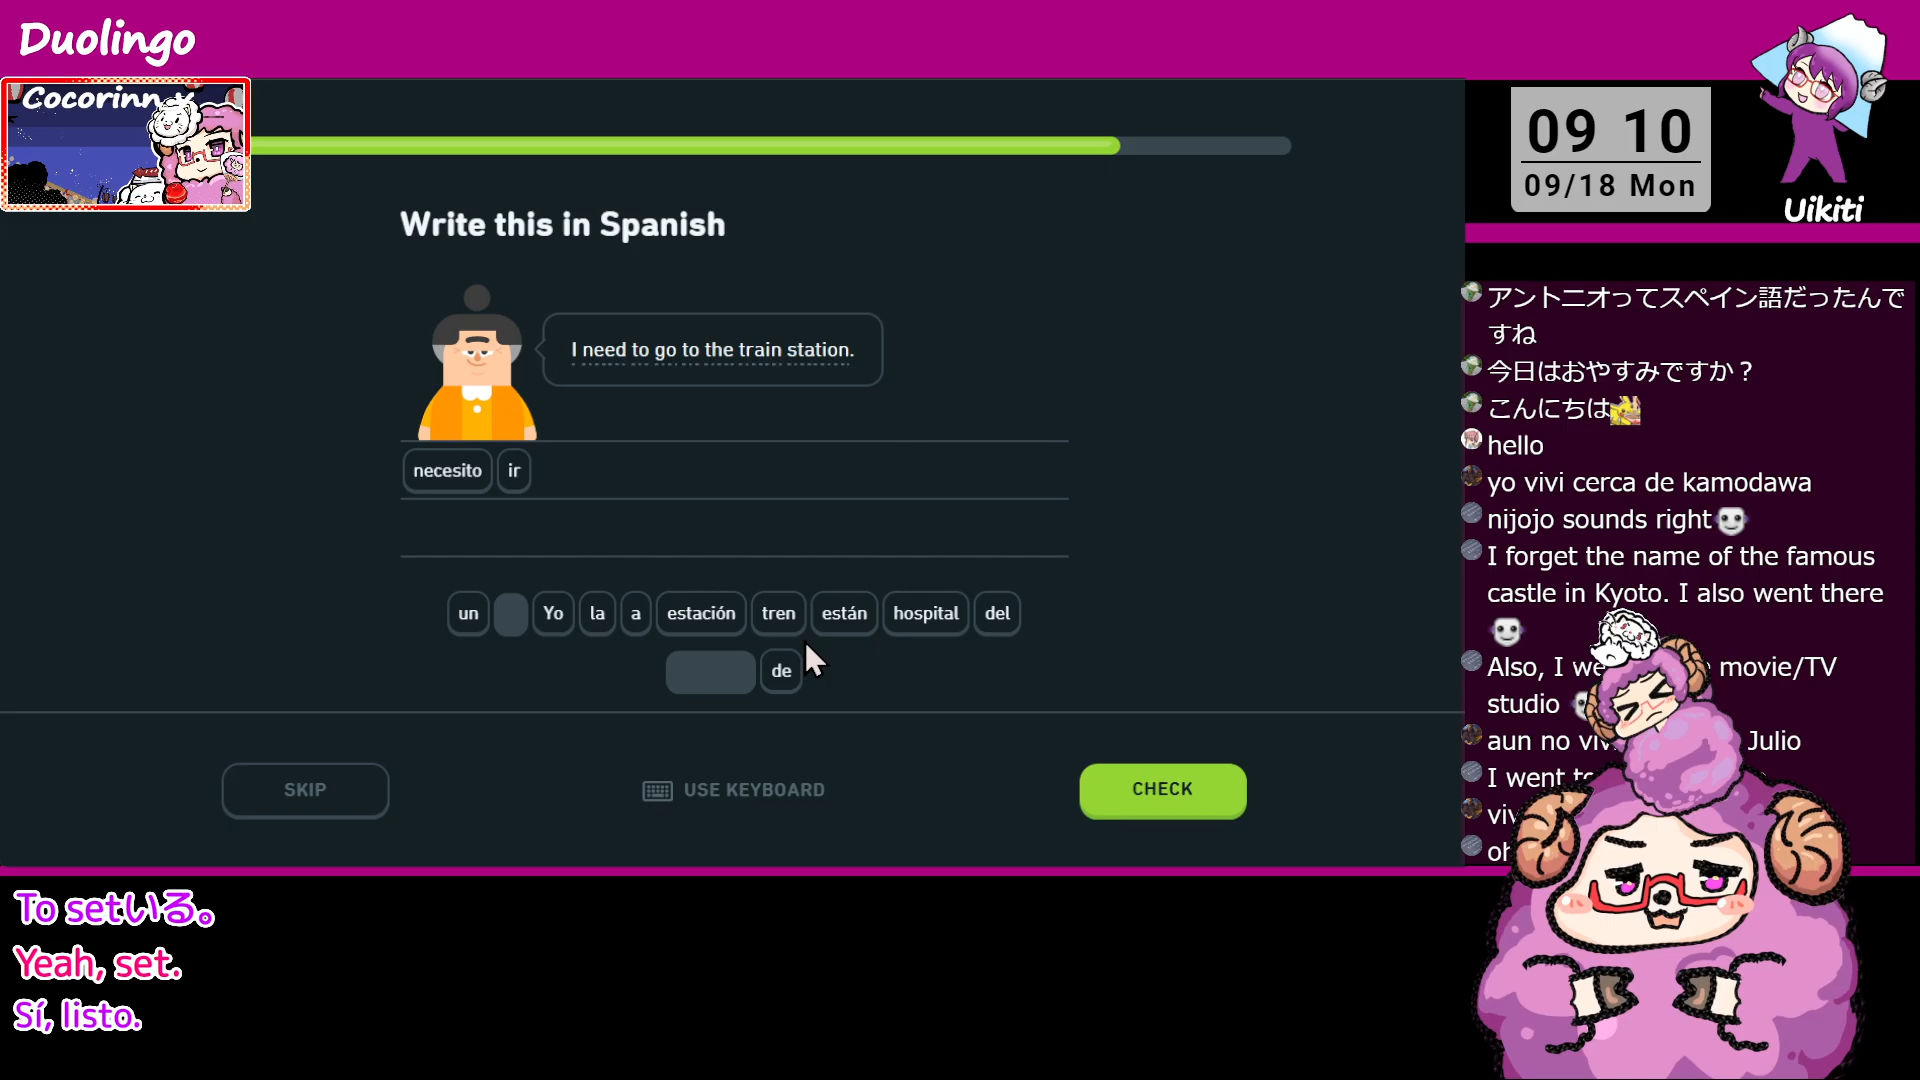 Duolingo
Cocorinn
Write this in Spanish
I need to go to the train station.
necesito ir
un Yo la a estación tren están hospital del
de
SKIP
USE KEYBOARD
CHECK
09 10
09/18 Mon
Uikiti
アントニオってスペイン語だったんで
すね
今日はおやすみですか？
こんにちは
hello
yo vivi cerca de kamodawa
nijojo sounds right
I forget the name of the famous
castle in Kyoto. I also went there
Also, I movie/TV
studio
aun no Julio
I went
To setいる。
Yeah, set.
Sí, listo.